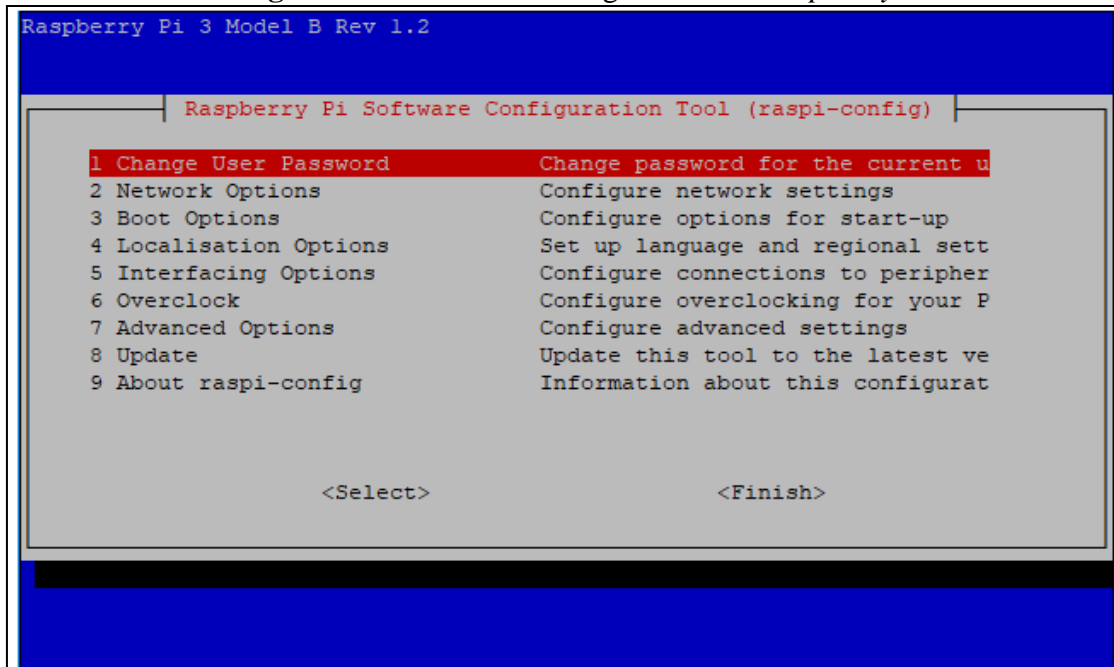 Raspberry Pi 3 Model B Rev 1.2
Raspberry Pi Software Configuration Tool (raspi-config)
1 Change User Password Change password for the current u
2 Network Options Configure network settings
3 Boot Options Configure options for start-up
4 Localisation Options Set up language and regional sett
5 Interfacing Options Configure connections to peripher
6 Overclock Configure overclocking for your P
7 Advanced Options Configure advanced settings
8 Update Update this tool to the latest ve
9 About raspi-config Information about this configurat
<Select> <Finish>